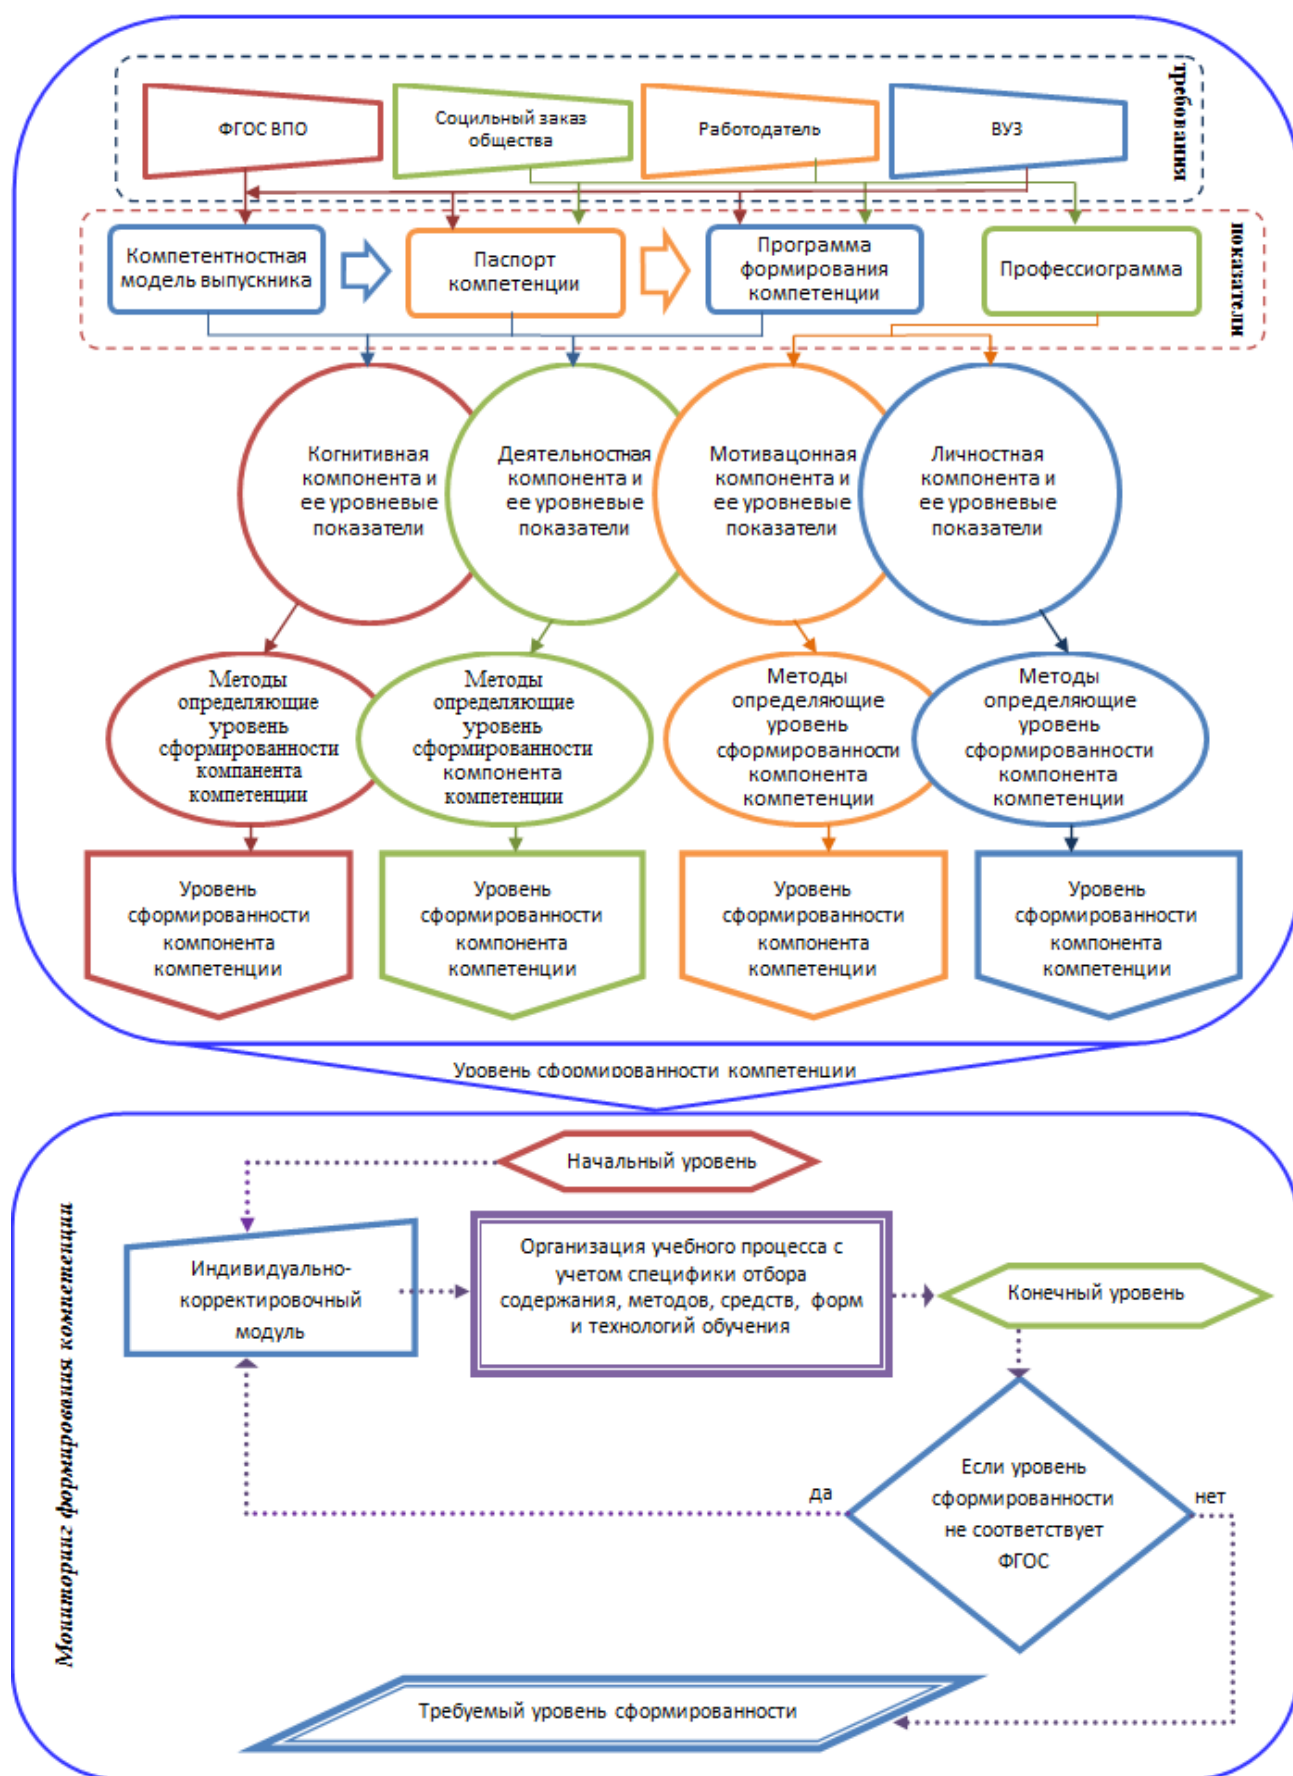 требования
ФГОС ВПО
Социльный заказ
общества
Работодатель
ВУЗ
показатели
Компетентностная
модель выпускника
Паспорт
компетенции
Программа
формирования
компетенции
Профессиограмма
Когнитивная
компонента и
ее уровневые
показатели
Деятельностная
компонента и
ее уровневые
показатели
Мотивацонная
компонента и
ее уровневые
показатели
Личностная
компонента и
ее уровневые
показатели
Методы
определяющие
уровень
сформированности
компанента
компетенции
Методы
определяющие
уровень
сформированности
компонента
компетенции
Методы
определяющие
уровень
сформированности
компонента
компетенции
Методы
определяющие
уровень
сформированности
компонента
компетенции
Уровень
сформированности
компонента
компетенции
Уровень
сформированности
компонента
компетенции
Уровень
сформированности
компонента
компетенции
Уровень
сформированности
компонента
компетенции
Уровень сформированности компетенции
Мониторинг формирования компетенции
Начальный уровень
Индивидуально-
корректировочный
модуль
Организация учебного процесса с
учетом специфики отбора
содержания, методов, средств, форм
и технологий обучения
Конечный уровень
Если уровень
сформированности
не соответствует
ФГОС
да
нет
Требуемый уровень сформированности